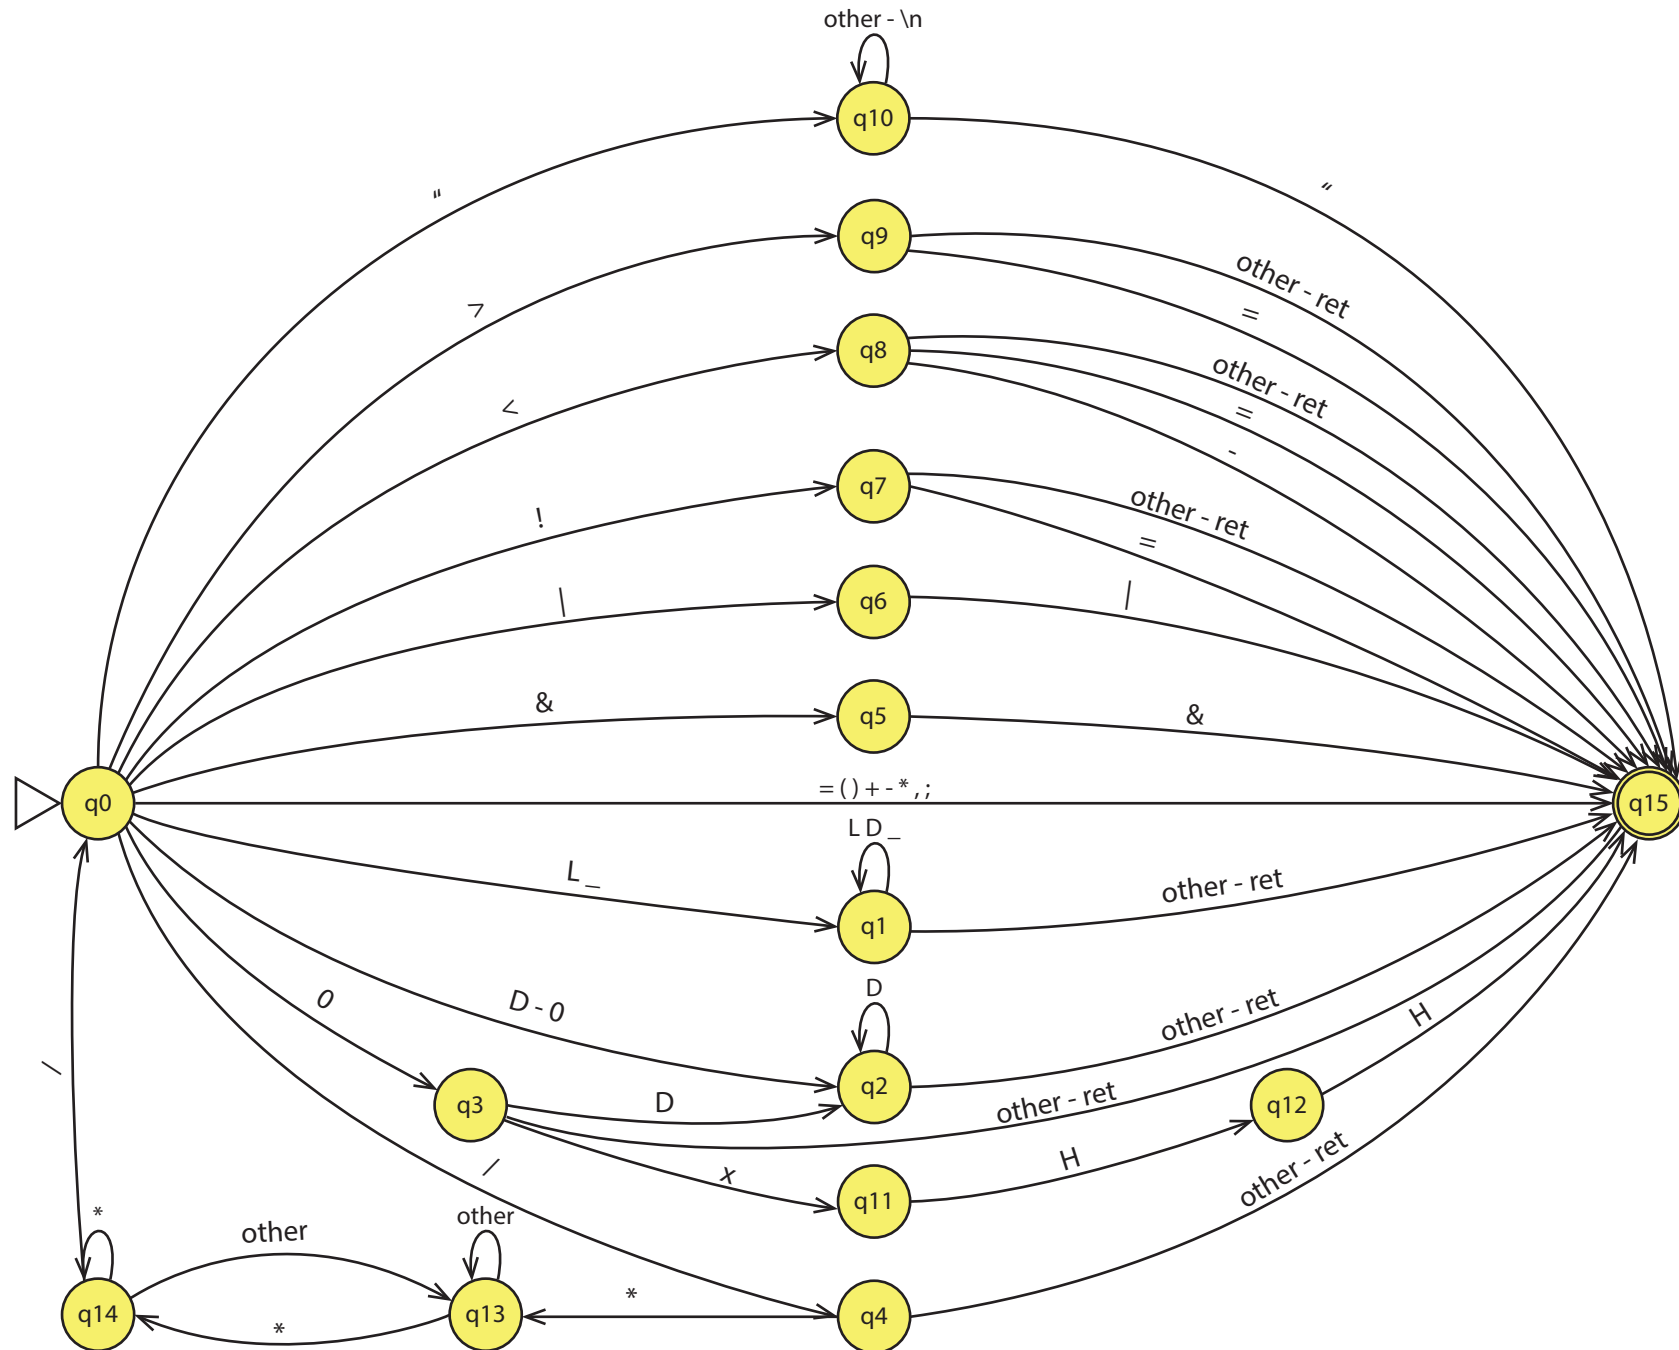 other - \n
q10
“
“
q9
>
other - ret
=
q8
<
other - ret
=
-
q7
!
other - ret
=
q6
|
|
q5
&
&
q0
= ( ) + - * , ;
q15
L D _
L _
q1
other - ret
D
0
D - 0
q2
other - ret
H
/
q3
D
other - ret
q12
/
x
q11
H
other - ret
*
other
other
q14
*
q13
*
q4